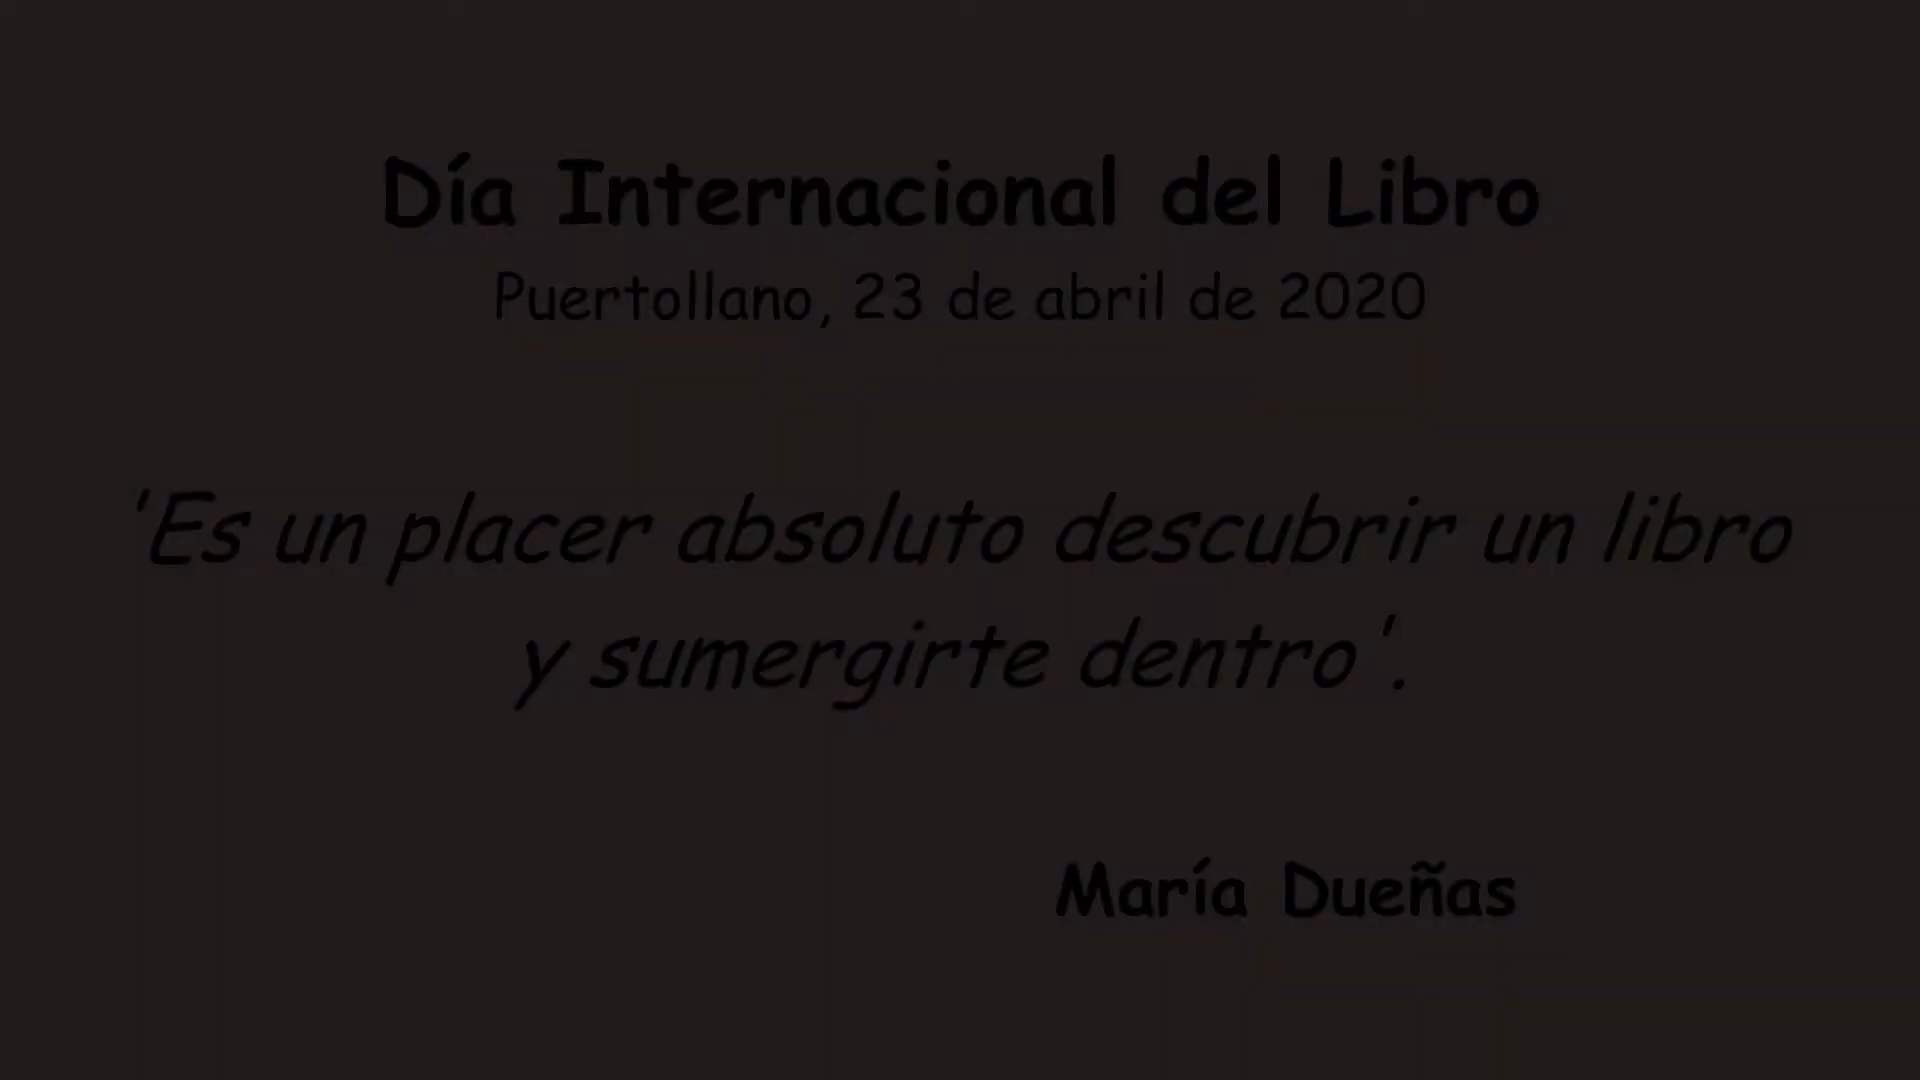 Día Internacional del Libro
Puertollano, 23 de abril de 2020
'Es un placer absoluto descubrir un libro
y sumergirte dentro'.
María Dueñas